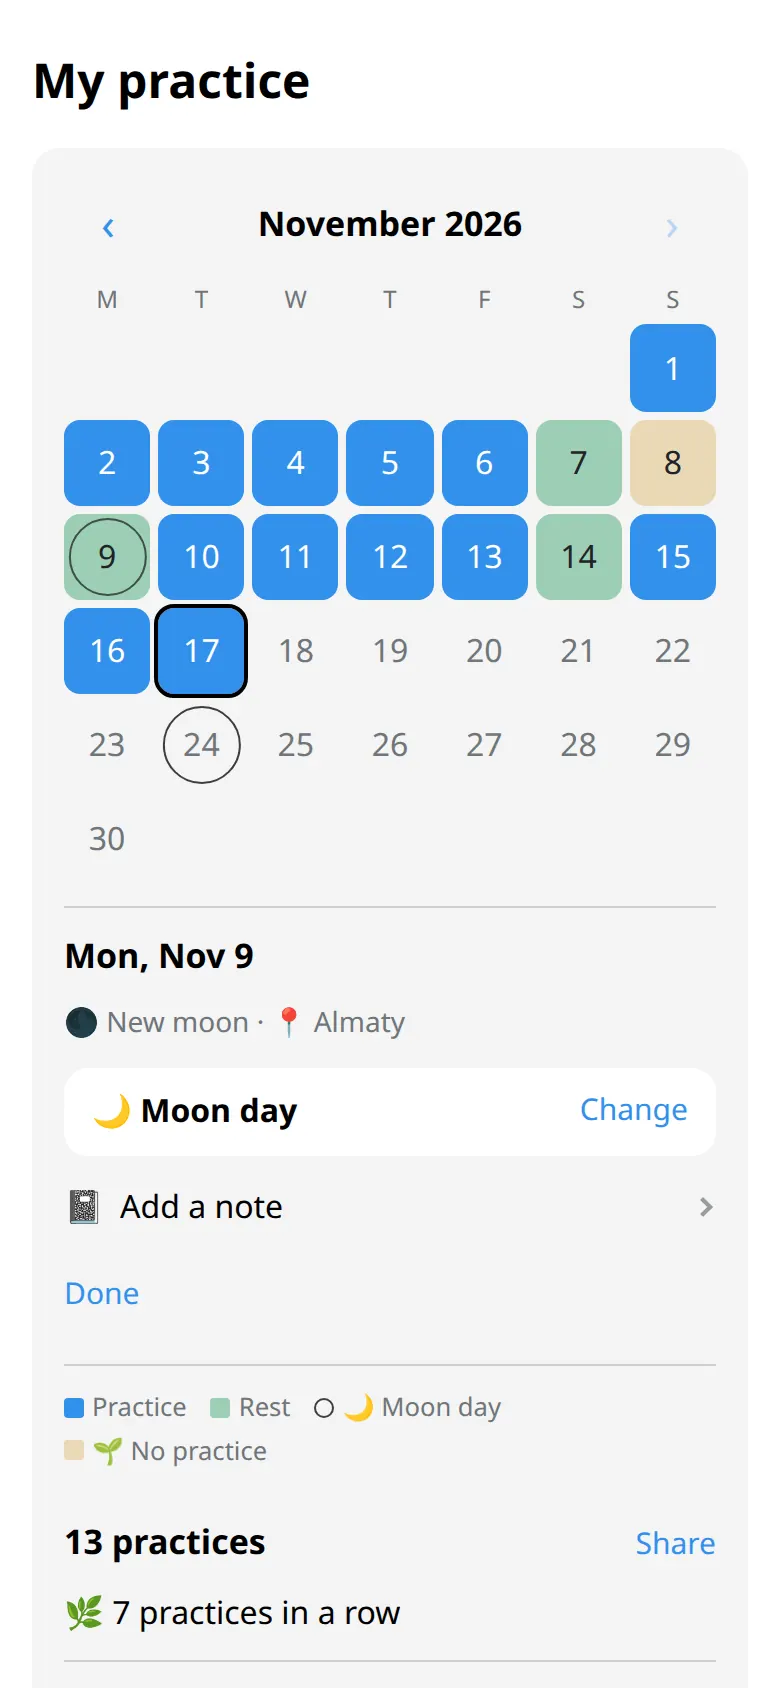 My practice
‹ November 2026 ›
M T W T F S S
1
2 3 4 5 6 7 8
9 10 11 12 13 14 15
16 17 18 19 20 21 22
23 24 25 26 27 28 29
30
Mon, Nov 9
🌑 New moon · 📍 Almaty
🌙 Moon day Change
📓 Add a note ›
Done
Practice Rest 🌙 Moon day
🌱 No practice
13 practices Share
🌿 7 practices in a row